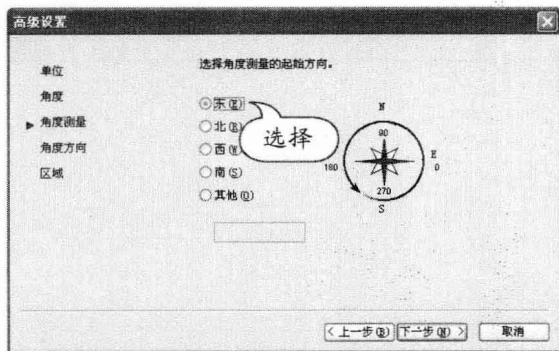 高级设置
单位
角度
角度测量
角度方向
区域
选择角度测量的起始方向。
东(E)
北(R)
西(W)
南(S)
其他(O)
选择
N
90
E
0
180
270
S
<上一步(B)
下一步(N)>
取消